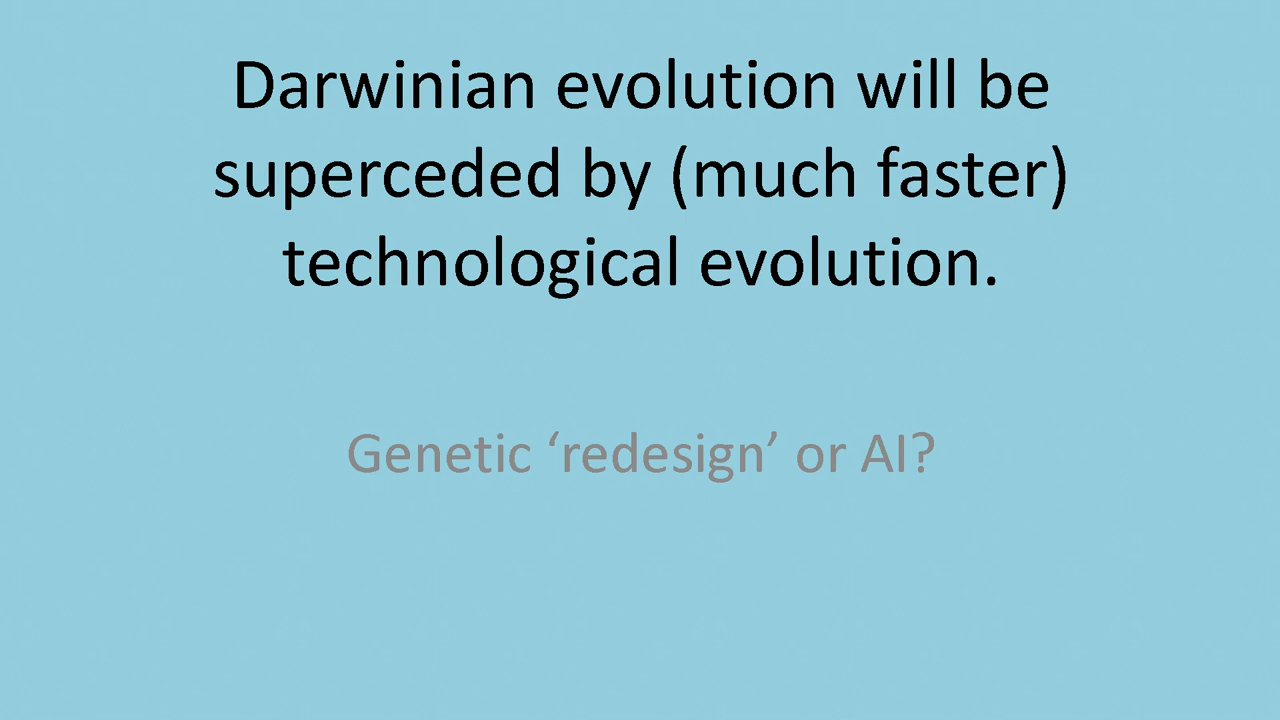 Darwinian evolution will be
superceded by (much faster)
technological evolution.
Genetic ‘redesign’ or AI?